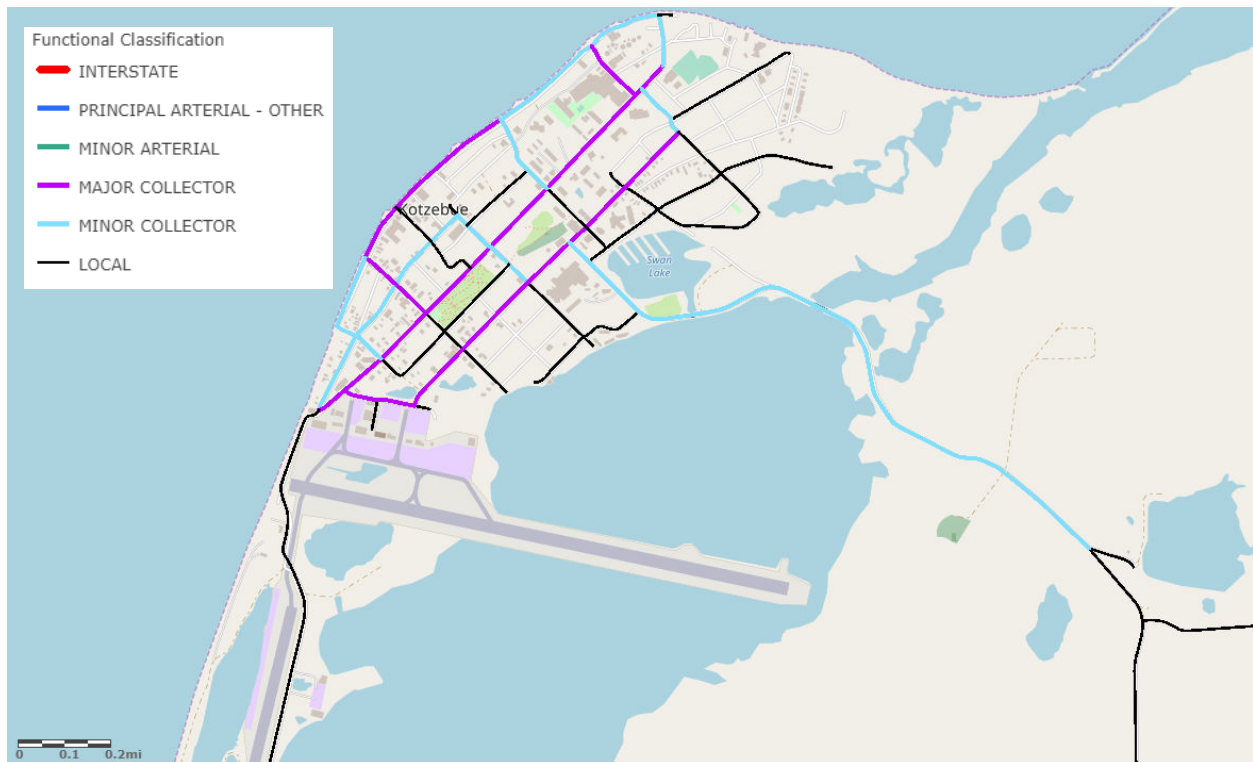 Functional Classification
INTERSTATE
PRINCIPAL ARTERIAL - OTHER
MINOR ARTERIAL
MAJOR COLLECTOR
MINOR COLLECTOR
LOCAL
Kotzebue
Swan
Lake
0 0.1 0.2mi